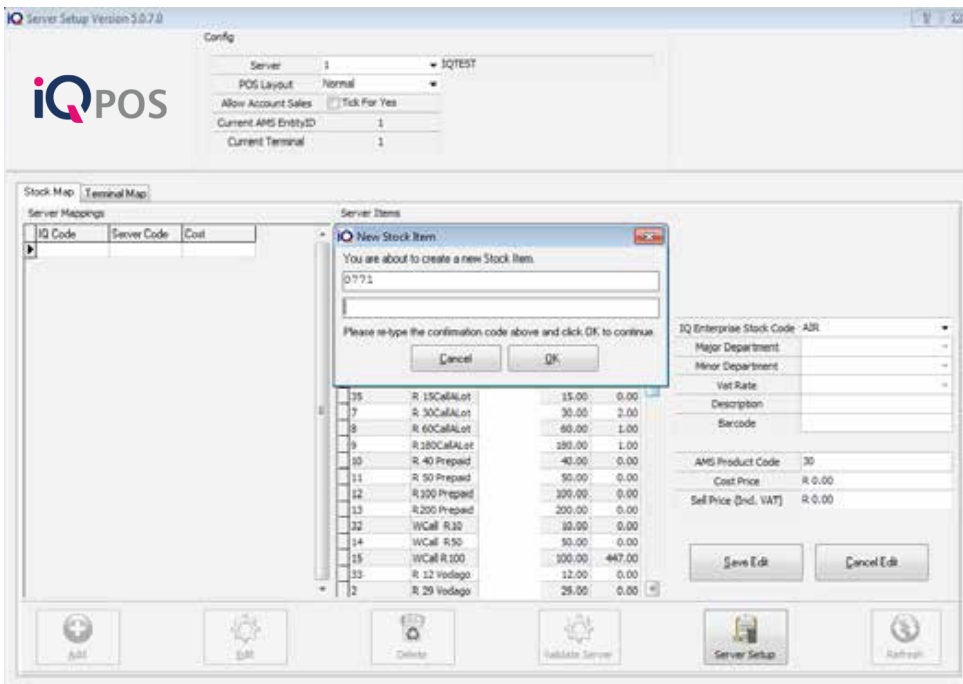 iQ Server Setup Version 5.0.7.0
Config
Server 1 IQTEST
POS Layout Normal
Allow Account Sales Tick For Yes
Current AMS EntityID 1
Current Terminal 1
iQPOS
Stock Map Terminal Map
Server Mappings Server Items
IQ Code Server Code Cost
iQ New Stock Item
You are about to create a new Stock Item.
0771
Please re-type the confirmation code above and click OK to continue.
Cancel OK
35 R 15CallALot 15.00 0.00
7 R 30CallALot 30.00 2.00
8 R 60CallALot 60.00 1.00
9 R180CallALot 180.00 1.00
10 R 40 Prepaid 40.00 0.00
11 R 50 Prepaid 50.00 0.00
12 R100 Prepaid 100.00 0.00
13 R200 Prepaid 200.00 0.00
32 WCall R10 10.00 0.00
14 WCall R50 50.00 0.00
15 WCall R100 100.00 447.00
33 R 12 Vodago 12.00 0.00
2 R 29 Vodago 29.00 0.00
IQ Enterprise Stock Code AIR
Major Department
Minor Department
Vat Rate
Description
Barcode
AMS Product Code 30
Cost Price R 0.00
Sell Price (Incl. VAT) R 0.00
Save Edit Cancel Edit
Add Edit Delete Validate Server Server Setup Refresh